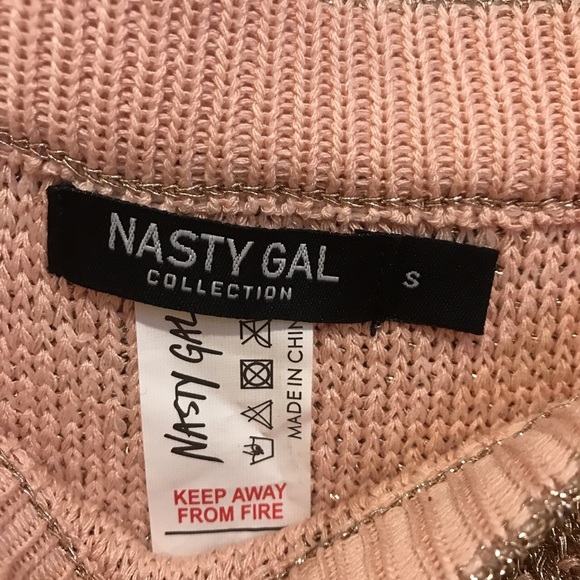 NASTY GAL
COLLECTION
S
NASTY GAL
MADE IN CHIN
KEEP AWAY
FROM FIRE